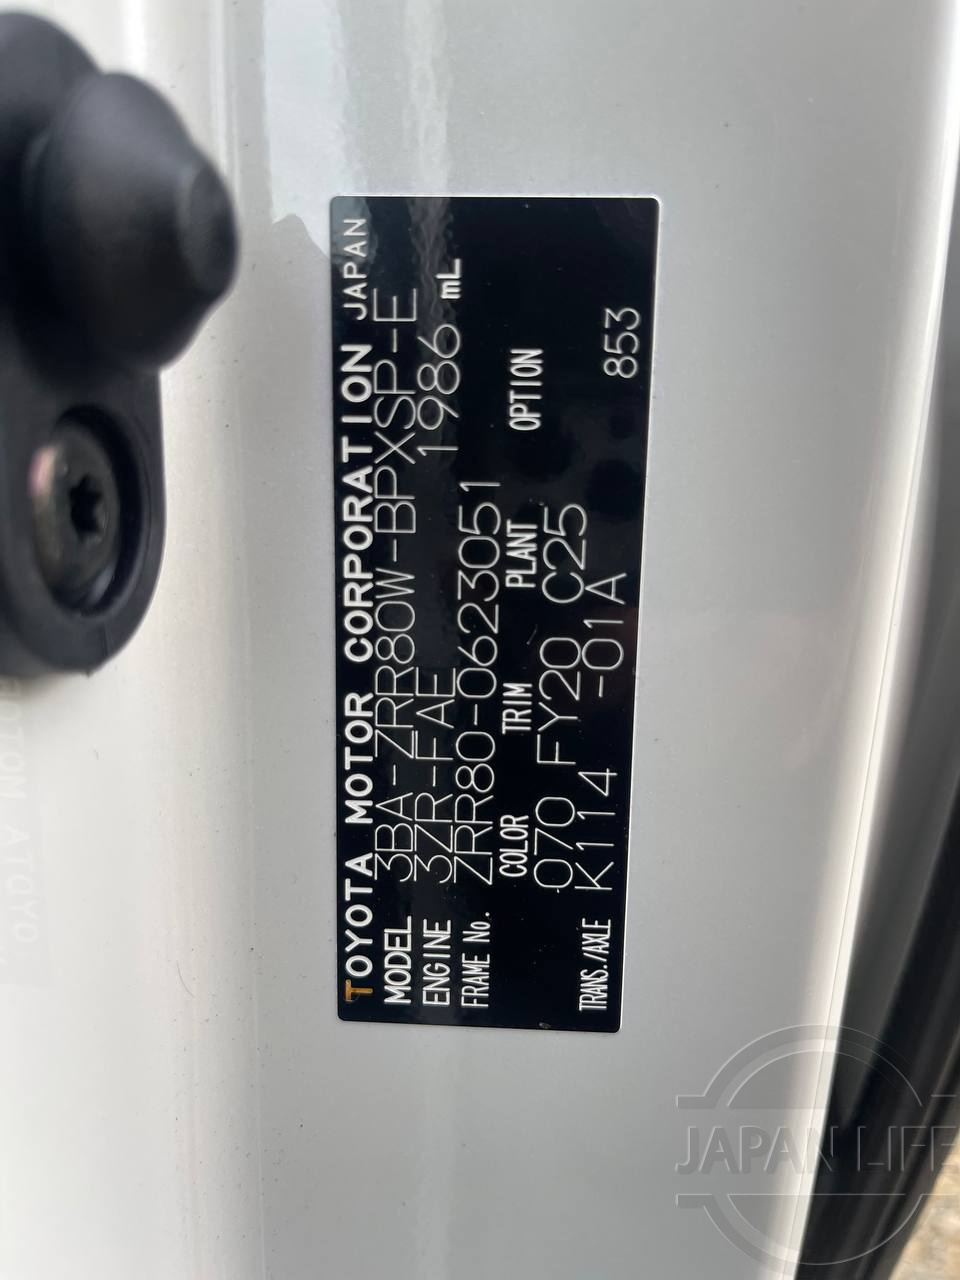 TOYOTA MOTOR CORPORATION JAPAN
MODEL 3BA-ZRR80W-BPXSP-E
ENGINE 3ZR-FAE 1986 mL
FRAME No. ZRR80-0623051
COLOR TRIM PLANT OPTION
070 FY20 C25
TRANS./AXLE K114 -01A 853
JAPAN LIFE